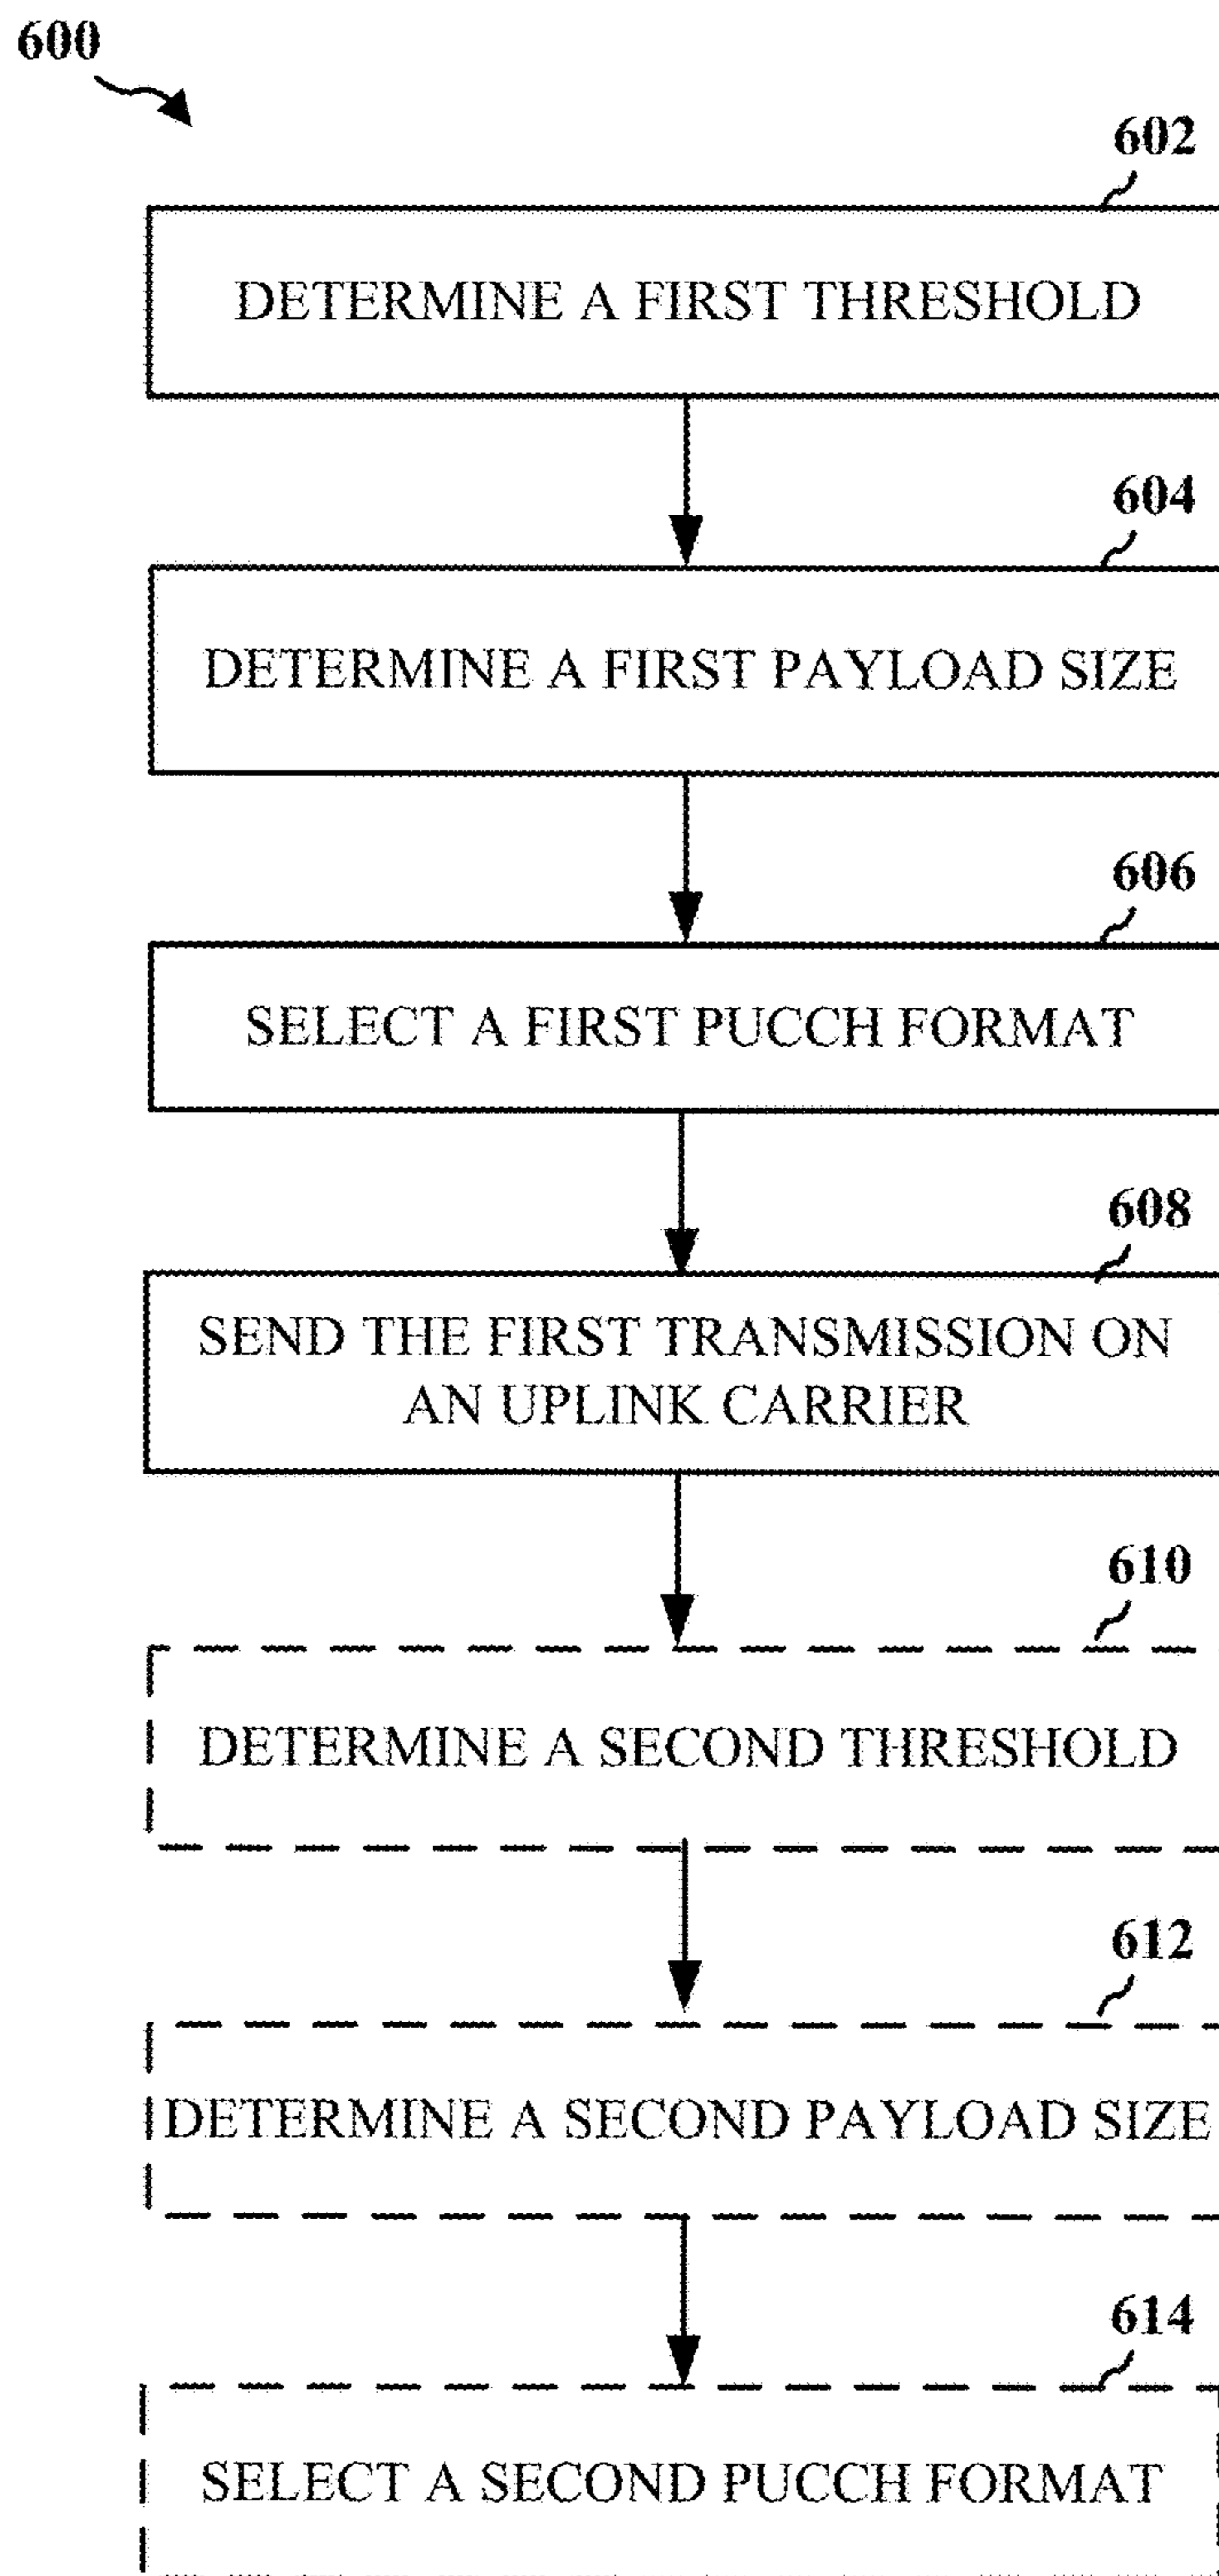 600
602
DETERMINE A FIRST THRESHOLD
604
DETERMINE A FIRST PAYLOAD SIZE
606
SELECT A FIRST PUCCH FORMAT
608
SEND THE FIRST TRANSMISSION ON
AN UPLINK CARRIER
610
DETERMINE A SECOND THRESHOLD
612
DETERMINE A SECOND PAYLOAD SIZE
614
SELECT A SECOND PUCCH FORMAT